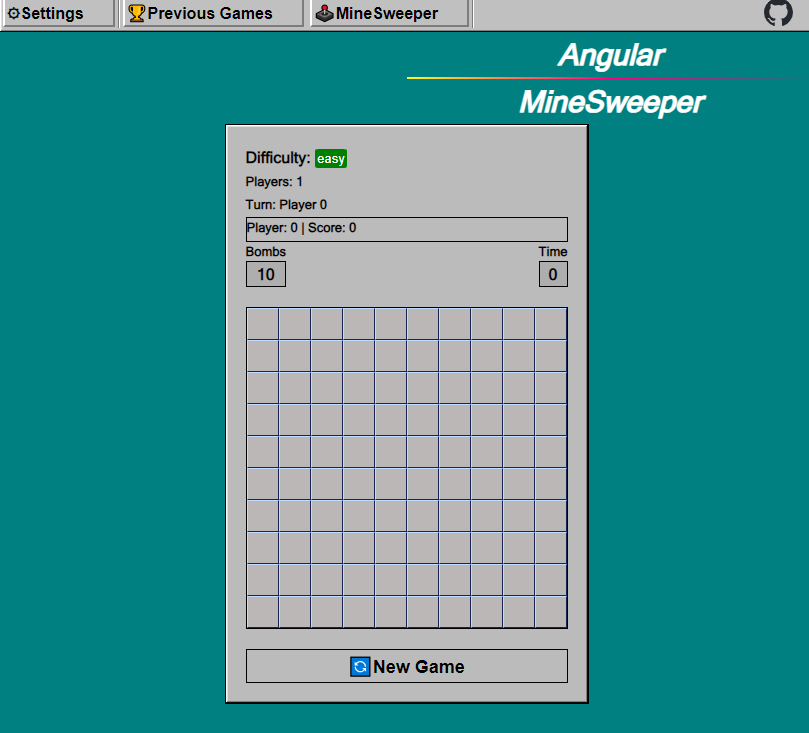 Settings
Previous Games
MineSweeper
Angular
MineSweeper
Difficulty: easy
Players: 1
Turn: Player 0
Player: 0 | Score: 0
Bombs Time
10 0
New Game